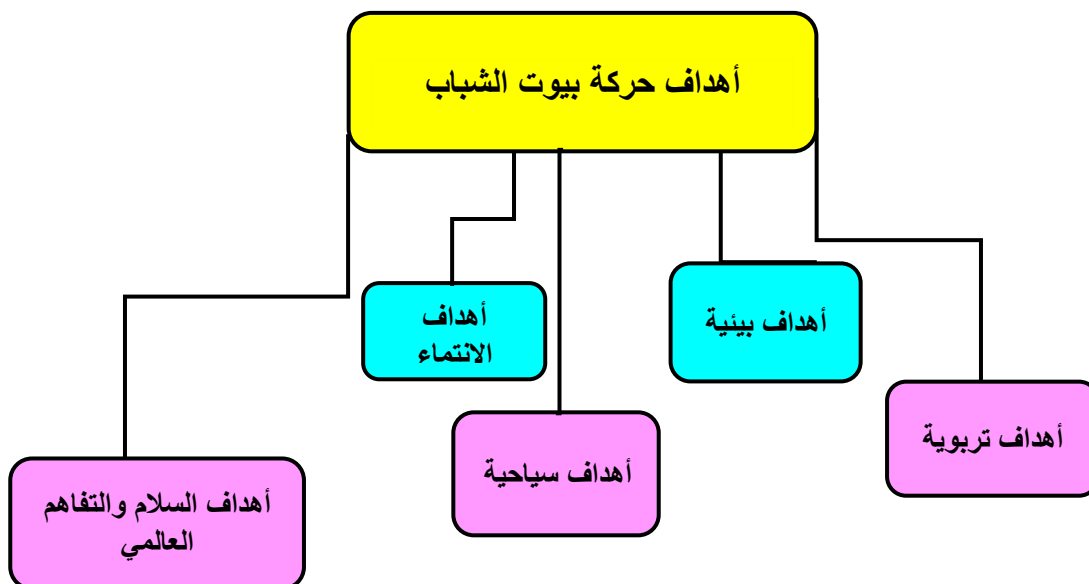 أهداف حركة بيوت الشباب
أهداف بيئية
أهداف
الانتماء
أهداف تربوية
أهداف سياحية
أهداف السلام والتفاهم
العالمي